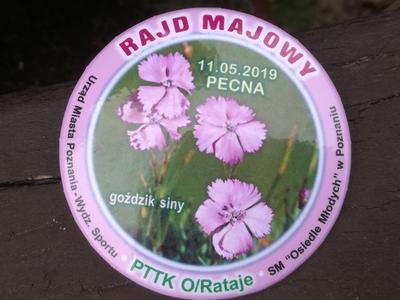 RAJD MAJOWY
11.05.2019
PECNA
goździk siny
Urząd Miasta Poznania - Wydz. Sportu
PTTK O/Rataje
SM "Osiedle Młodych" w Poznaniu